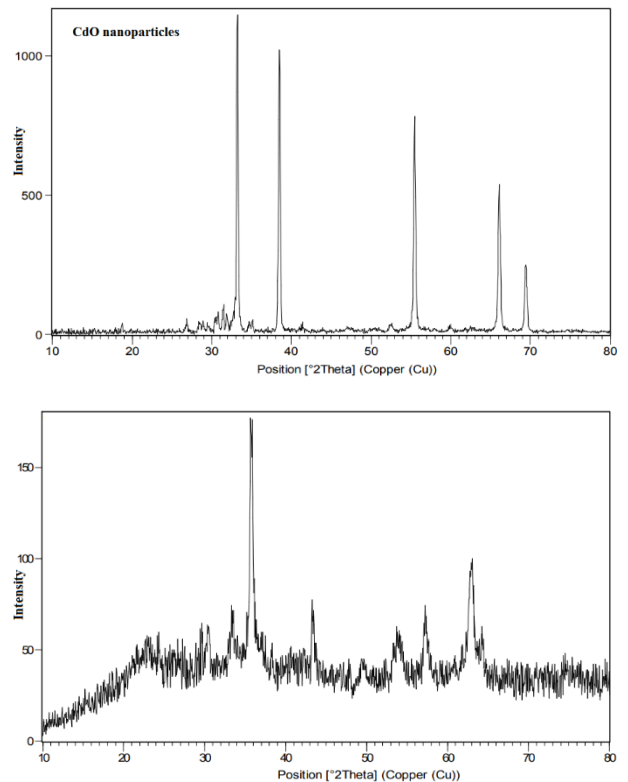 CdO nanoparticles
Intensity
1000
500
0
10 20 30 40 50 60 70 80
Position [°2Theta] (Copper (Cu))
Intensity
150
100
50
0
10 20 30 40 50 60 70 80
Position [°2Theta] (Copper (Cu))